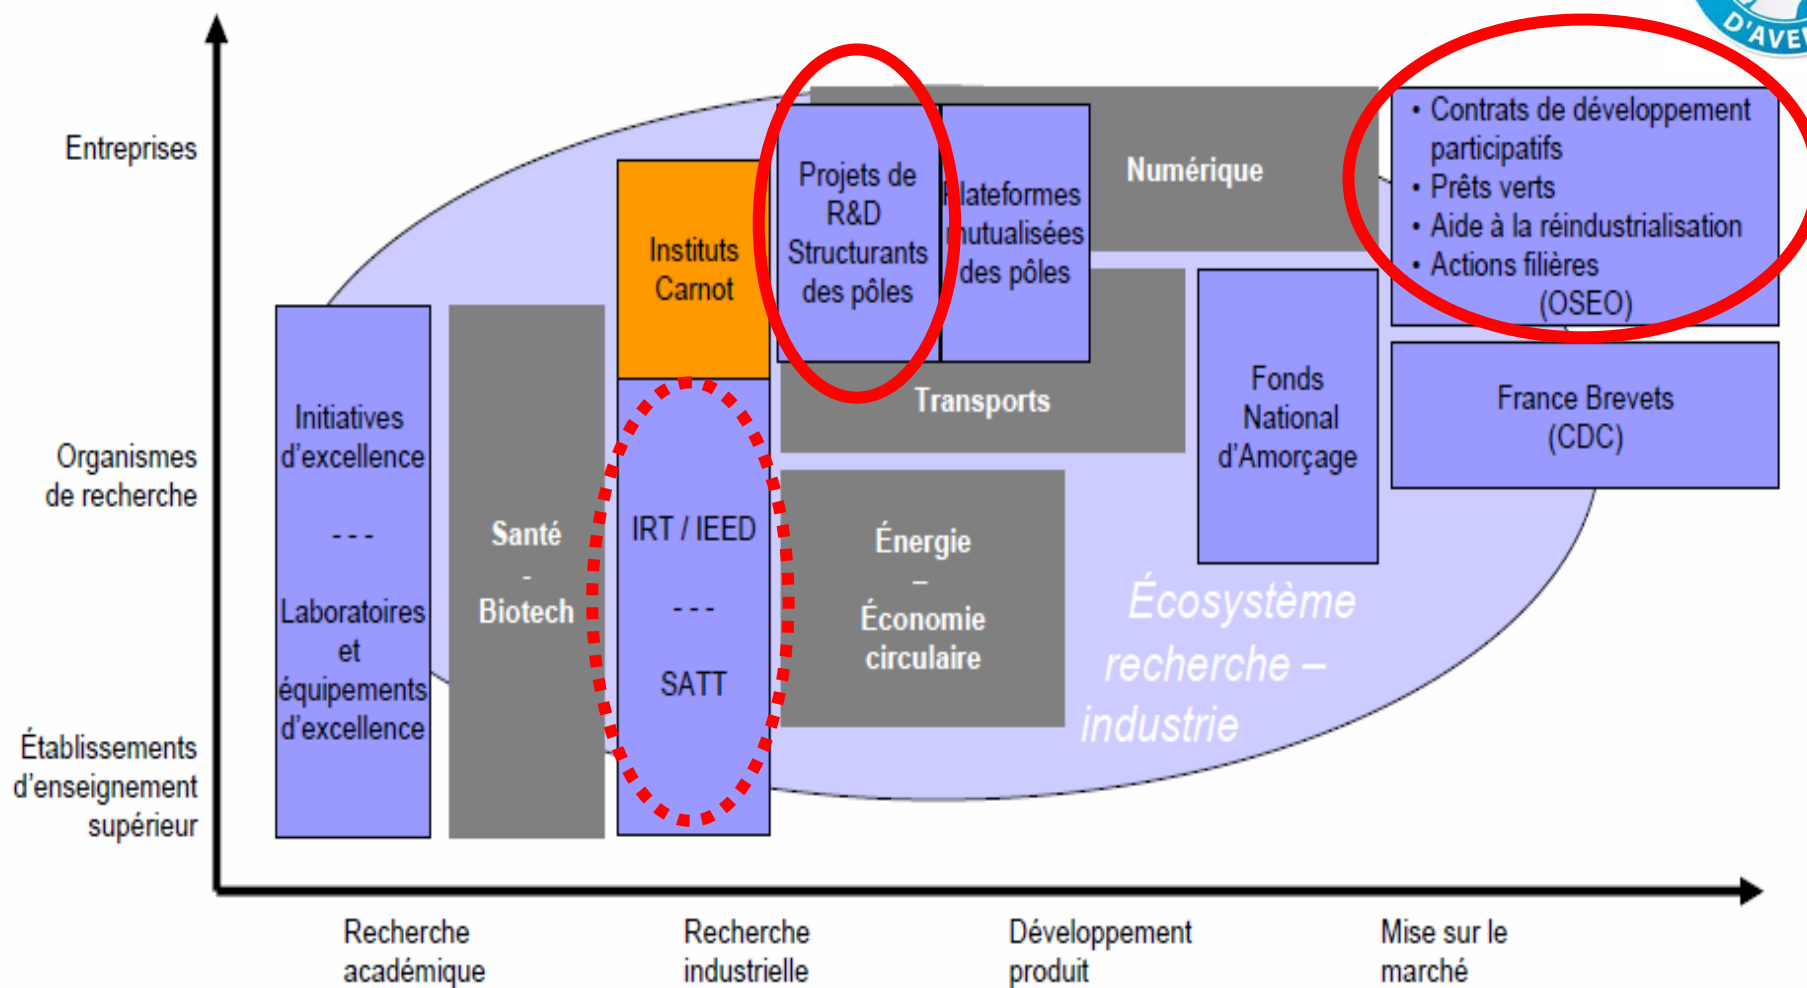 D'AVE
Entreprises
Organismes
de recherche
Établissements
d'enseignement
supérieur
Initiatives
d'excellence
- - -
Laboratoires
et
équipements
d'excellence
Santé
-
Biotech
Instituts
Carnot
IRT / IEED
- - -
SATT
Projets de
R&D
Structurants
des pôles
lateformes
mutualisées
des pôles
Numérique
Transports
Énergie
–
Économie
circulaire
Fonds
National
d'Amorçage
• Contrats de développement
participatifs
• Prêts verts
• Aide à la réindustrialisation
• Actions filières
(OSEO)
France Brevets
(CDC)
Écosystème
recherche –
industrie
Recherche
académique
Recherche
industrielle
Développement
produit
Mise sur le
marché